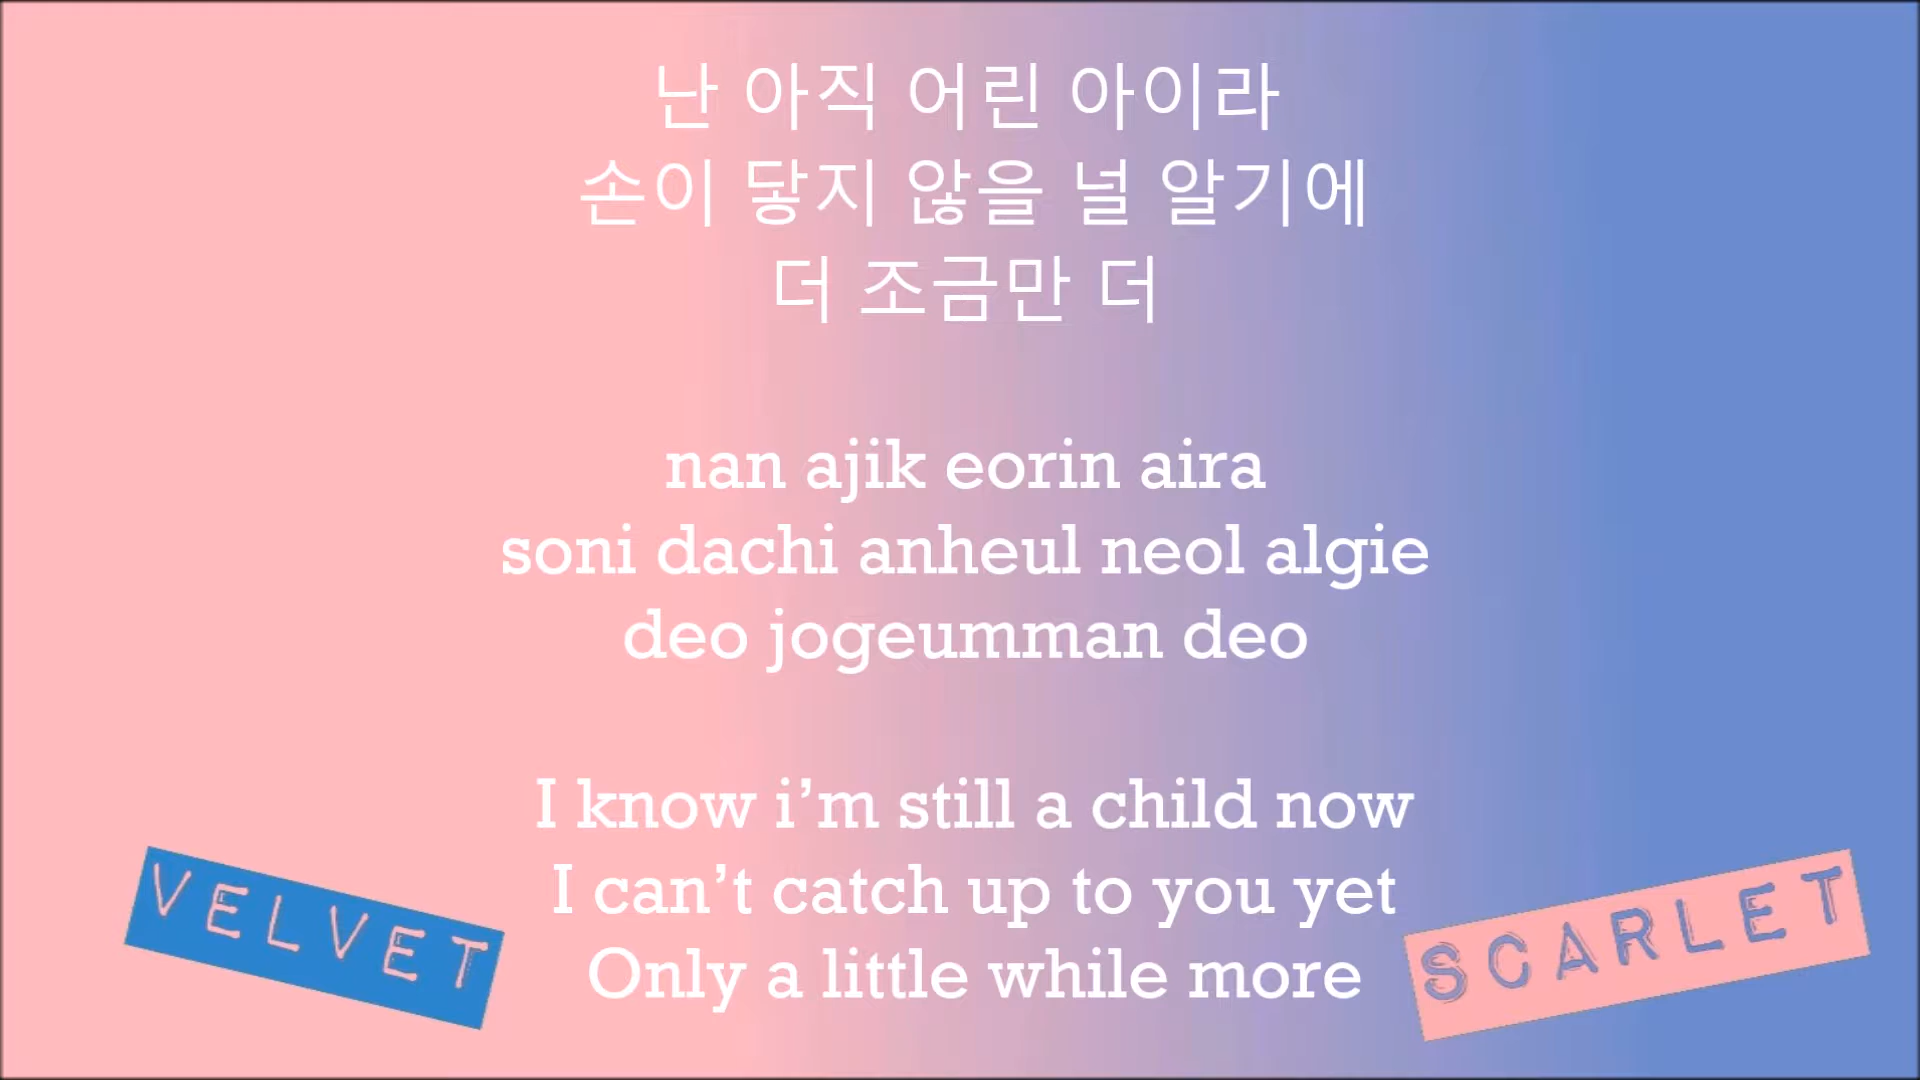 난 아직 어린 아이라
손이 닿지 않을 널 알기에
더 조금만 더
nan ajik eorin aira
soni dachi anheul neol algie
deo jogeumman deo
I know i’m still a child now
I can’t catch up to you yet
Only a little while more
VELVET
SCARLET